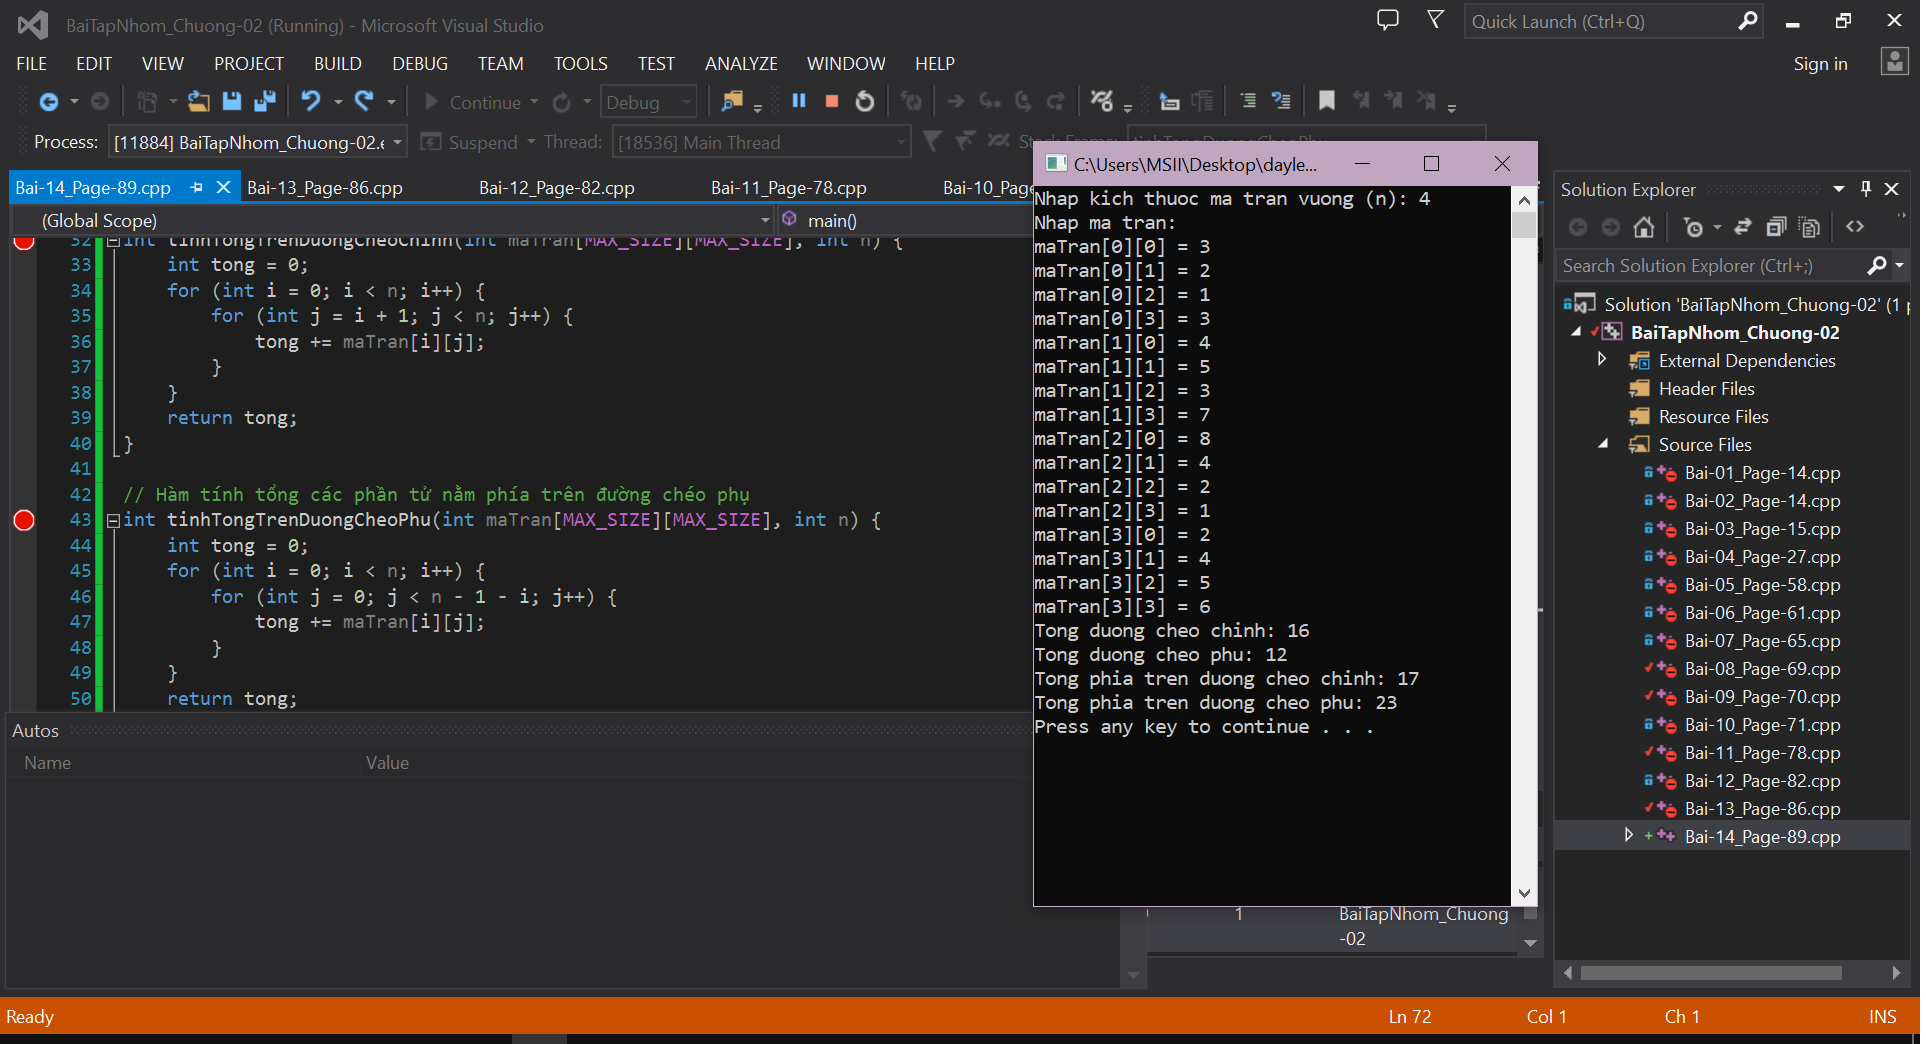 BaiTapNhom_Chuong-02 (Running) - Microsoft Visual Studio
Quick Launch (Ctrl+Q)
FILE EDIT VIEW PROJECT BUILD DEBUG TEAM TOOLS TEST ANALYZE WINDOW HELP
Sign in
Continue Debug
Process: [11884] BaiTapNhom_Chuong-02.e Suspend Thread: [18536] Main Thread Stack Frame: tinhTongDuongCheoPhu
Bai-14_Page-89.cpp Bai-13_Page-86.cpp Bai-12_Page-82.cpp Bai-11_Page-78.cpp Bai-10_Page
(Global Scope) main()
32 int tinhTongTrenDuongCheoChinh(int maTran[MAX_SIZE][MAX_SIZE], int n) {
33 int tong = 0;
34 for (int i = 0; i < n; i++) {
35 for (int j = i + 1; j < n; j++) {
36 tong += maTran[i][j];
37 }
38 }
39 return tong;
40 }
41
42 // Hàm tính tổng các phần tử nằm phía trên đường chéo phụ
43 int tinhTongTrenDuongCheoPhu(int maTran[MAX_SIZE][MAX_SIZE], int n) {
44 int tong = 0;
45 for (int i = 0; i < n; i++) {
46 for (int j = 0; j < n - 1 - i; j++) {
47 tong += maTran[i][j];
48 }
49 }
50 return tong;
Autos
Name Value
C:\Users\MSII\Desktop\dayle...
Nhap kich thuoc ma tran vuong (n): 4
Nhap ma tran:
maTran[0][0] = 3
maTran[0][1] = 2
maTran[0][2] = 1
maTran[0][3] = 3
maTran[1][0] = 4
maTran[1][1] = 5
maTran[1][2] = 3
maTran[1][3] = 7
maTran[2][0] = 8
maTran[2][1] = 4
maTran[2][2] = 2
maTran[2][3] = 1
maTran[3][0] = 2
maTran[3][1] = 4
maTran[3][2] = 5
maTran[3][3] = 6
Tong duong cheo chinh: 16
Tong duong cheo phu: 12
Tong phia tren duong cheo chinh: 17
Tong phia tren duong cheo phu: 23
Press any key to continue . . .
1 BaiTapNhom_Chuong
-02
Solution Explorer
Search Solution Explorer (Ctrl+;)
Solution 'BaiTapNhom_Chuong-02' (1 p
BaiTapNhom_Chuong-02
External Dependencies
Header Files
Resource Files
Source Files
Bai-01_Page-14.cpp
Bai-02_Page-14.cpp
Bai-03_Page-15.cpp
Bai-04_Page-27.cpp
Bai-05_Page-58.cpp
Bai-06_Page-61.cpp
Bai-07_Page-65.cpp
Bai-08_Page-69.cpp
Bai-09_Page-70.cpp
Bai-10_Page-71.cpp
Bai-11_Page-78.cpp
Bai-12_Page-82.cpp
Bai-13_Page-86.cpp
Bai-14_Page-89.cpp
Ready Ln 72 Col 1 Ch 1 INS